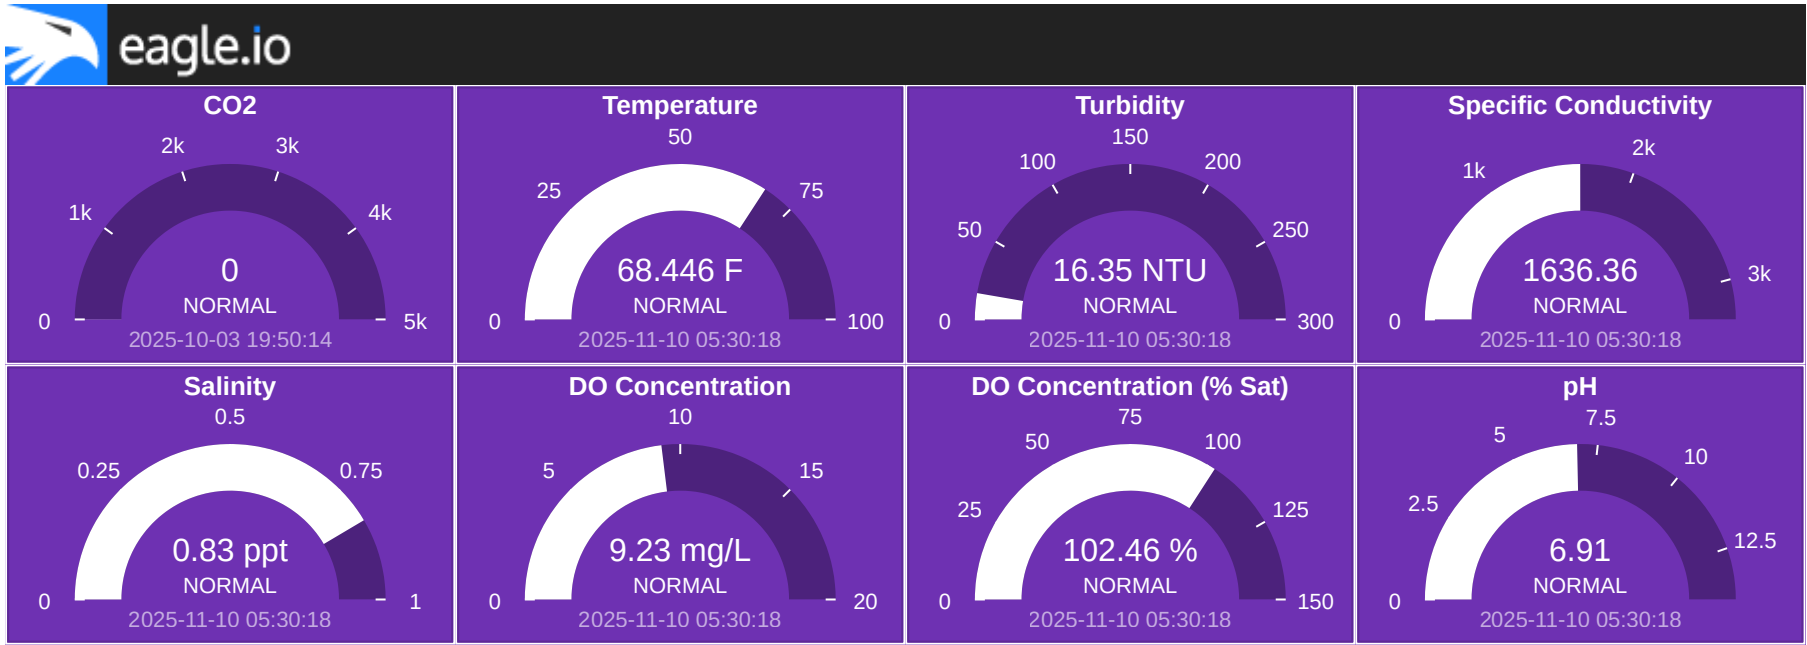 eagle.io
CO2
2k
3k
1k
4k
0
NORMAL
0
5k
2025-10-03 19:50:14
Temperature
50
25
75
68.446 F
NORMAL
0
100
2025-11-10 05:30:18
Turbidity
150
100
200
50
250
16.35 NTU
NORMAL
0
300
2025-11-10 05:30:18
Specific Conductivity
2k
1k
1636.36
3k
NORMAL
0
2025-11-10 05:30:18
Salinity
0.5
0.25
0.75
0.83 ppt
NORMAL
0
1
2025-11-10 05:30:18
DO Concentration
10
5
15
9.23 mg/L
NORMAL
0
20
2025-11-10 05:30:18
DO Concentration (% Sat)
75
50
100
25
125
102.46 %
NORMAL
0
150
2025-11-10 05:30:18
pH
7.5
5
10
2.5
12.5
6.91
NORMAL
0
2025-11-10 05:30:18